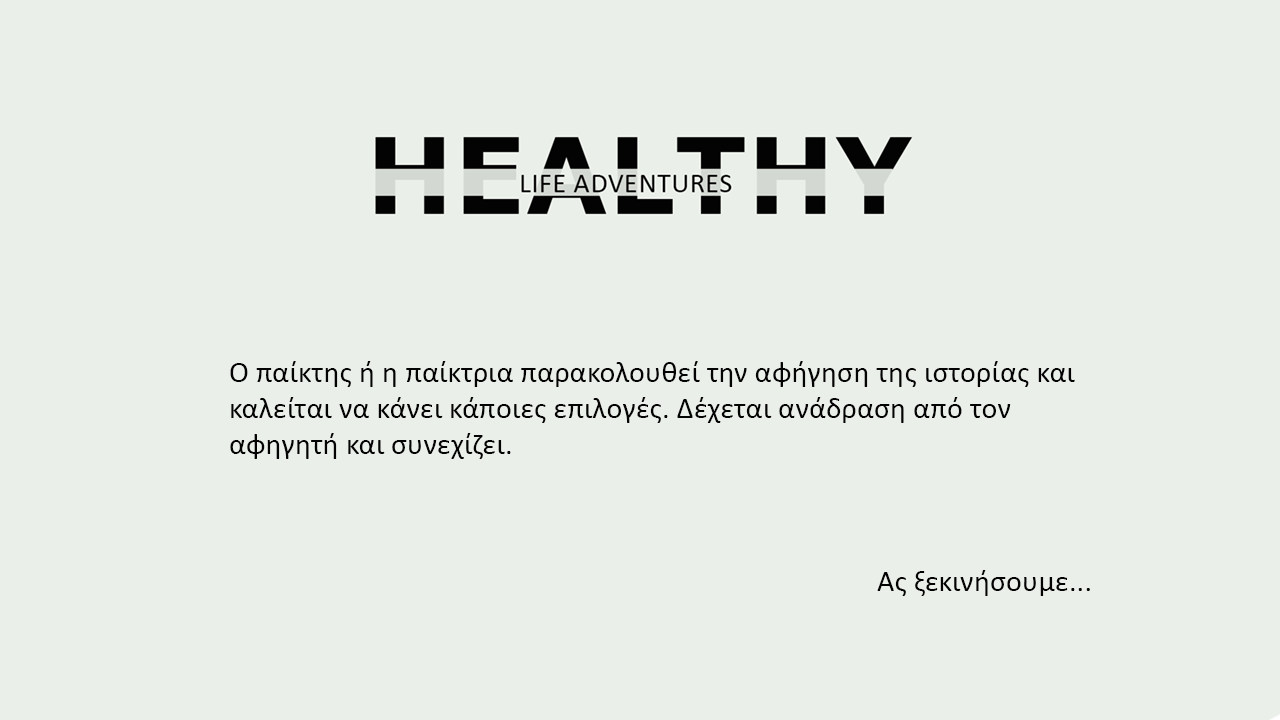 HEALTHY
LIFE ADVENTURES
Ο παίκτης ή η παίκτρια παρακολουθεί την αφήγηση της ιστορίας και
καλείται να κάνει κάποιες επιλογές. Δέχεται ανάδραση από τον
αφηγητή και συνεχίζει.
Ας ξεκινήσουμε...